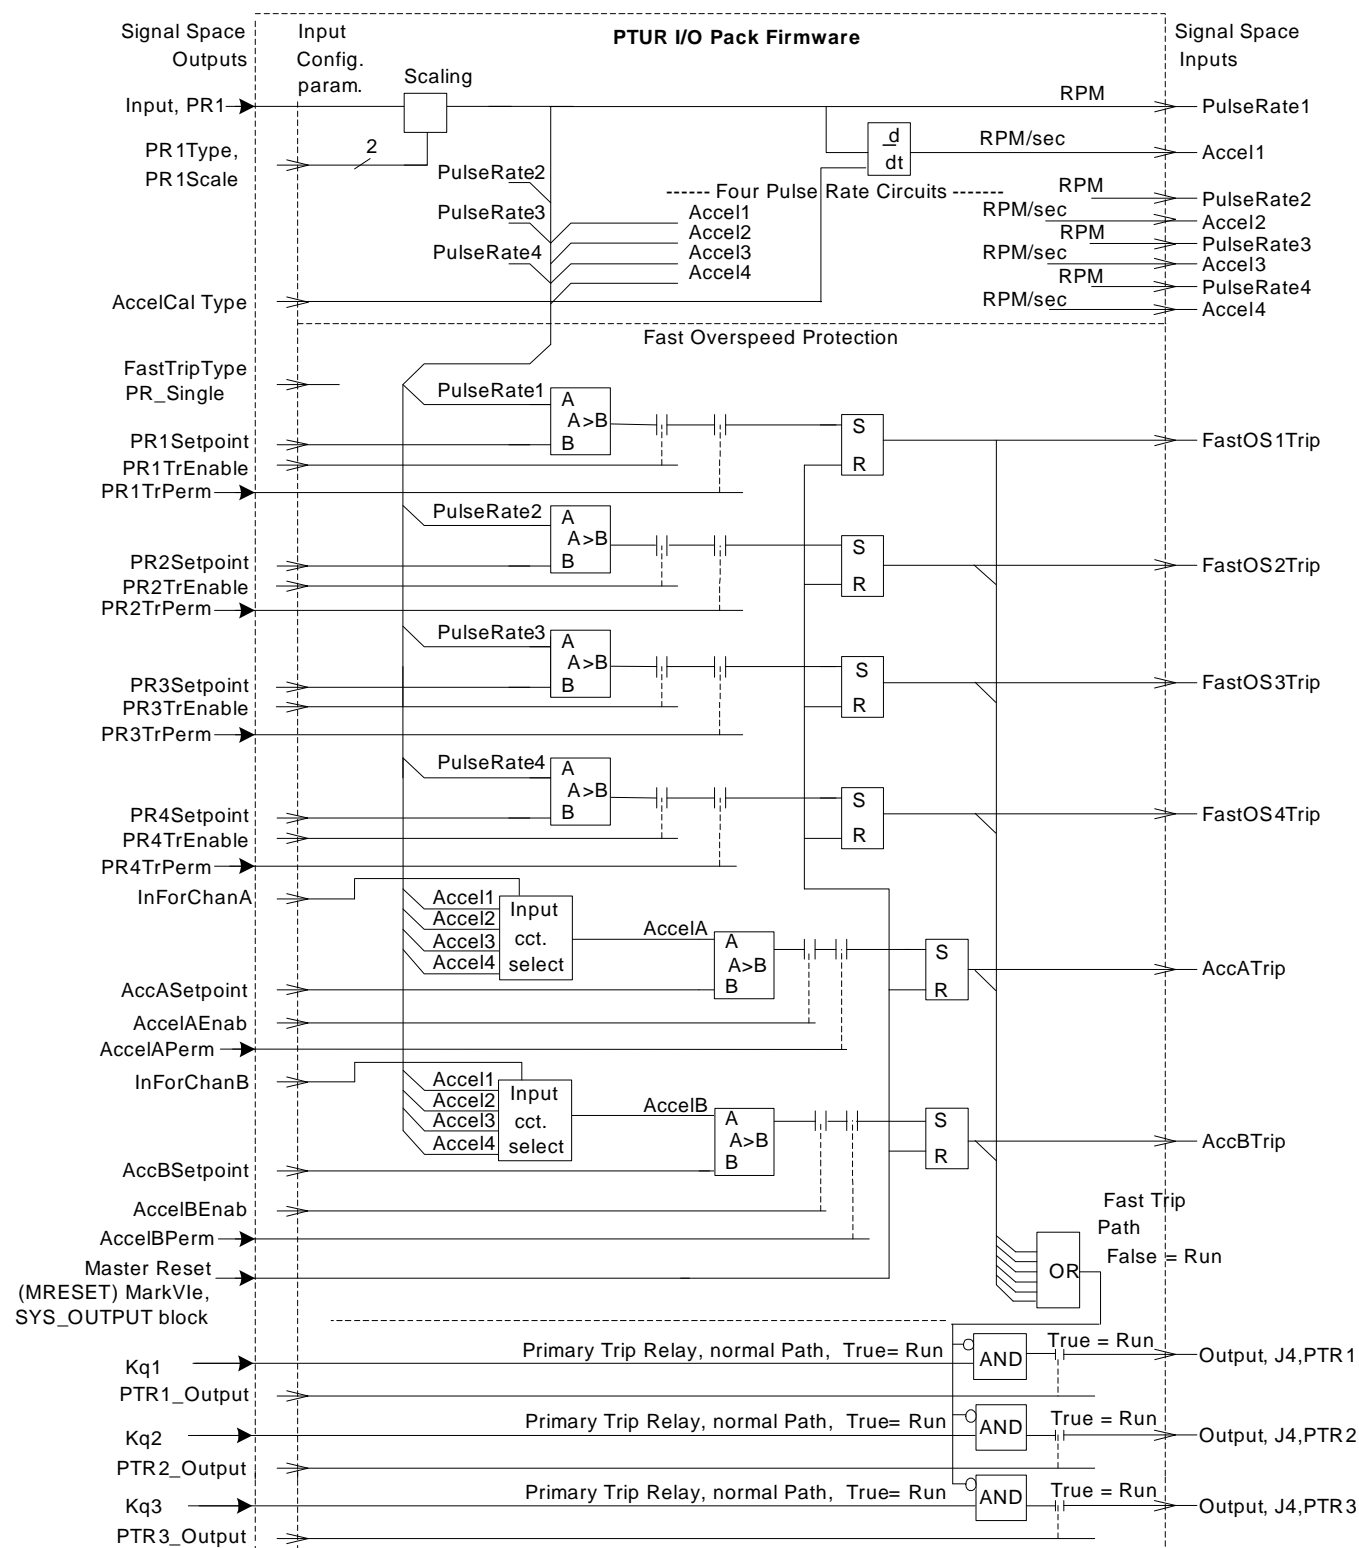 Signal Space
Outputs
Input
Config.
param.
PTUR I/O Pack Firmware
Signal Space
Inputs
Scaling
Input, PR1
RPM
PulseRate1
PR1Type,
PR1Scale
2
d
dt
RPM/sec
Accel1
PulseRate2
------ Four Pulse Rate Circuits -------
RPM
PulseRate2
PulseRate3
Accel1
RPM/sec
Accel2
Accel2
RPM
PulseRate3
PulseRate4
Accel3
RPM/sec
Accel3
Accel4
RPM
PulseRate4
AccelCal Type
RPM/sec
Accel4
Fast Overspeed Protection
FastTripType
PR_Single
PulseRate1
A
A>B
B
S
R
PR1Setpoint
FastOS1Trip
PR1TrEnable
PR1TrPerm
PulseRate2
A
A>B
B
S
R
PR2Setpoint
FastOS2Trip
PR2TrEnable
PR2TrPerm
PulseRate3
A
A>B
B
S
R
PR3Setpoint
FastOS3Trip
PR3TrEnable
PR3TrPerm
PulseRate4
A
A>B
B
S
R
PR4Setpoint
FastOS4Trip
PR4TrEnable
PR4TrPerm
InForChanA
Accel1
Accel2
Accel3
Accel4
Input
cct.
select
AccelA
A
A>B
B
S
R
AccATrip
AccASetpoint
AccelAEnab
AccelAPerm
InForChanB
Accel1
Accel2
Accel3
Accel4
Input
cct.
select
AccelB
A
A>B
B
S
R
AccBTrip
AccBSetpoint
AccelBEnab
AccelBPerm
Fast Trip
Path
False = Run
OR
Master Reset
(MRESET) MarkVIe,
SYS_OUTPUT block
Kq1
Primary Trip Relay, normal Path, True= Run
AND
True = Run
Output, J4,PTR1
PTR1_Output
Kq2
Primary Trip Relay, normal Path, True= Run
AND
True = Run
Output, J4,PTR2
PTR2_Output
Kq3
Primary Trip Relay, normal Path, True= Run
AND
True = Run
Output, J4,PTR3
PTR3_Output